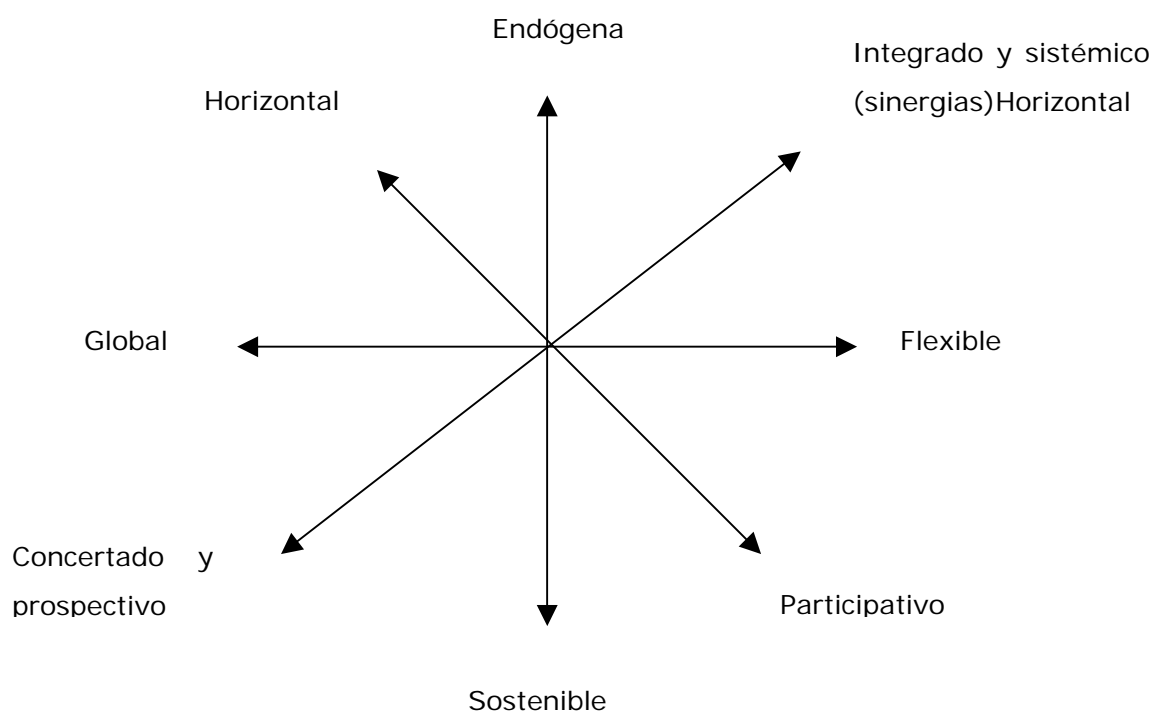 Endógena
Integrado y sistémico
(sinergias)Horizontal
Horizontal
Global
Flexible
Concertado y
prospectivo
Participativo
Sostenible